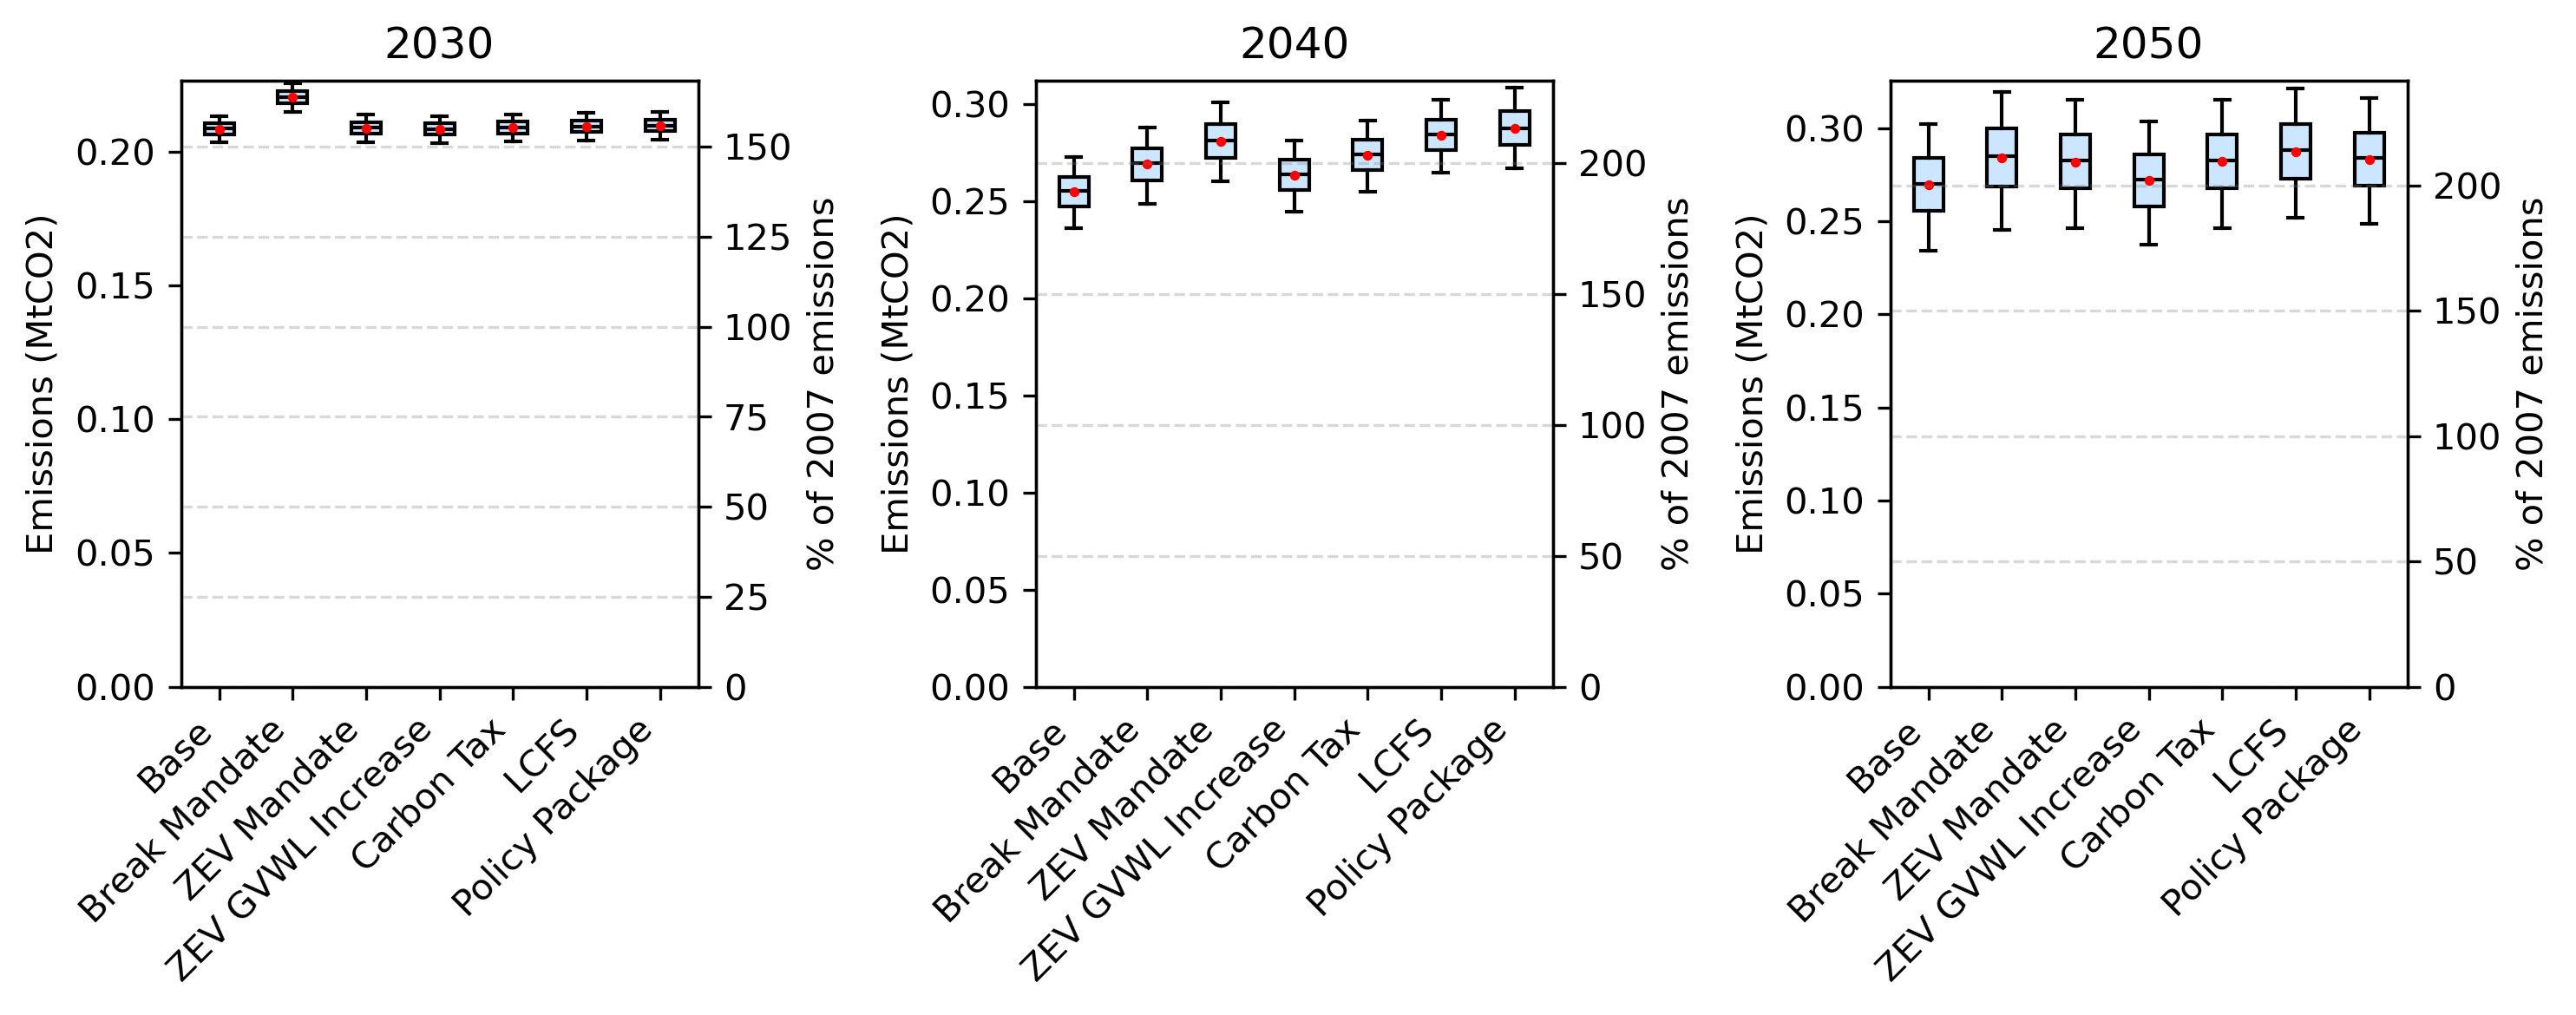 2030
Emissions (MtCO2)
0.20
0.15
0.10
0.05
0.00
150
125
100
75
50
25
0
% of 2007 emissions
Base
Break Mandate
ZEV Mandate
ZEV GVWL Increase
Carbon Tax
LCFS
Policy Package
2040
Emissions (MtCO2)
0.30
0.25
0.20
0.15
0.10
0.05
0.00
200
150
100
50
0
% of 2007 emissions
Base
Break Mandate
ZEV Mandate
ZEV GVWL Increase
Carbon Tax
LCFS
Policy Package
2050
Emissions (MtCO2)
0.30
0.25
0.20
0.15
0.10
0.05
0.00
200
150
100
50
0
% of 2007 emissions
Base
Break Mandate
ZEV Mandate
ZEV GVWL Increase
Carbon Tax
LCFS
Policy Package